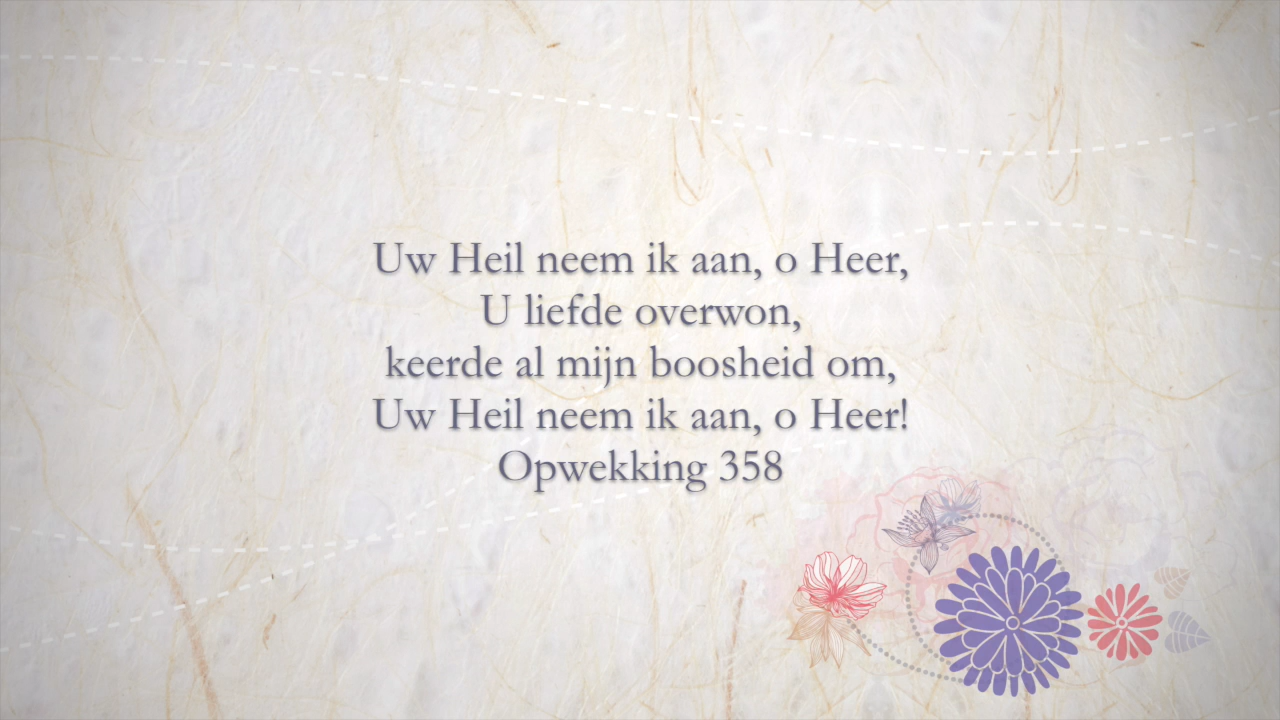 Uw Heil neem ik aan, o Heer,
U liefde overwon,
keerde al mijn boosheid om,
Uw Heil neem ik aan, o Heer!
Opwekking 358